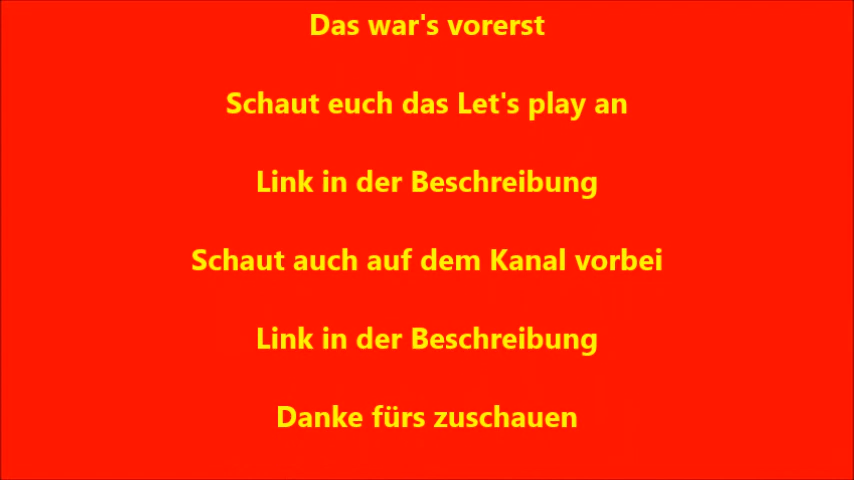 Das war's vorerst
Schaut euch das Let's play an
Link in der Beschreibung
Schaut auch auf dem Kanal vorbei
Link in der Beschreibung
Danke fürs zuschauen